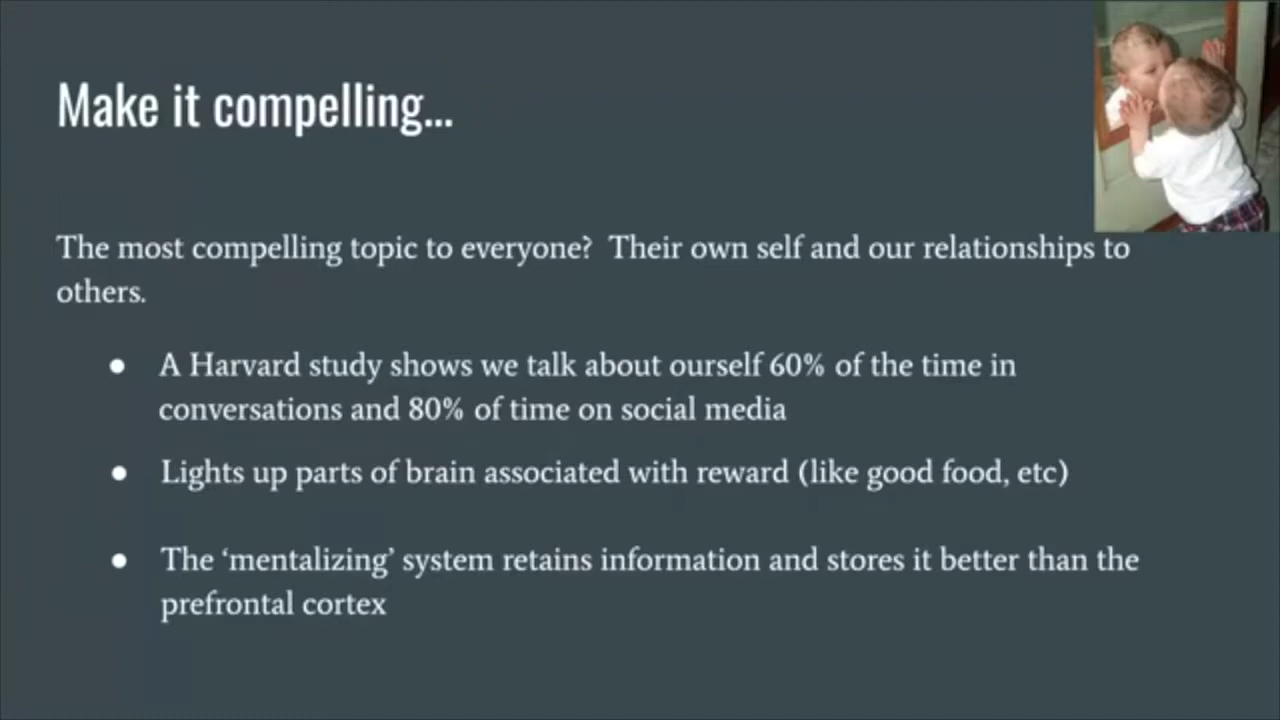 Make it compelling...
The most compelling topic to everyone?  Their own self and our relationships to
others.
● A Harvard study shows we talk about ourself 60% of the time in
conversations and 80% of time on social media
● Lights up parts of brain associated with reward (like good food, etc)
● The ‘mentalizing’ system retains information and stores it better than the
prefrontal cortex